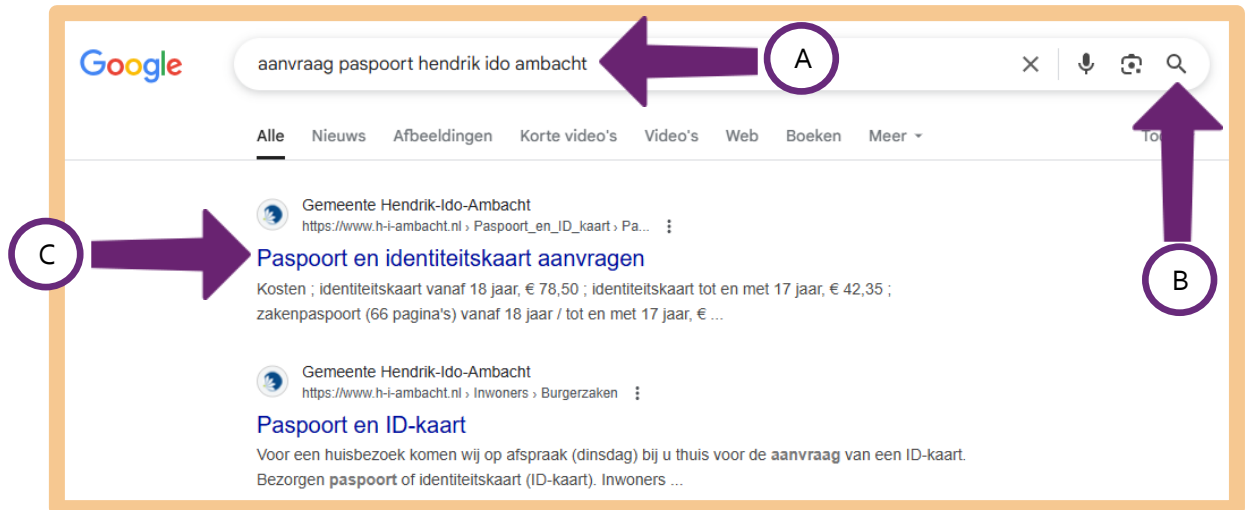 Google
aanvraag paspoort hendrik ido ambacht
A
Alle Nieuws Afbeeldingen Korte video's Video's Web Boeken Meer
Gemeente Hendrik-Ido-Ambacht
https://www.h-i-ambacht.nl › Paspoort_en_ID_kaart › Pa...
C
Paspoort en identiteitskaart aanvragen
B
Kosten ; identiteitskaart vanaf 18 jaar, € 78,50 ; identiteitskaart tot en met 17 jaar, € 42,35 ;
zakenpaspoort (66 pagina's) vanaf 18 jaar / tot en met 17 jaar, € ...
Gemeente Hendrik-Ido-Ambacht
https://www.h-i-ambacht.nl › Inwoners › Burgerzaken
Paspoort en ID-kaart
Voor een huisbezoek komen wij op afspraak (dinsdag) bij u thuis voor de aanvraag van een ID-kaart.
Bezorgen paspoort of identiteitskaart (ID-kaart). Inwoners ...